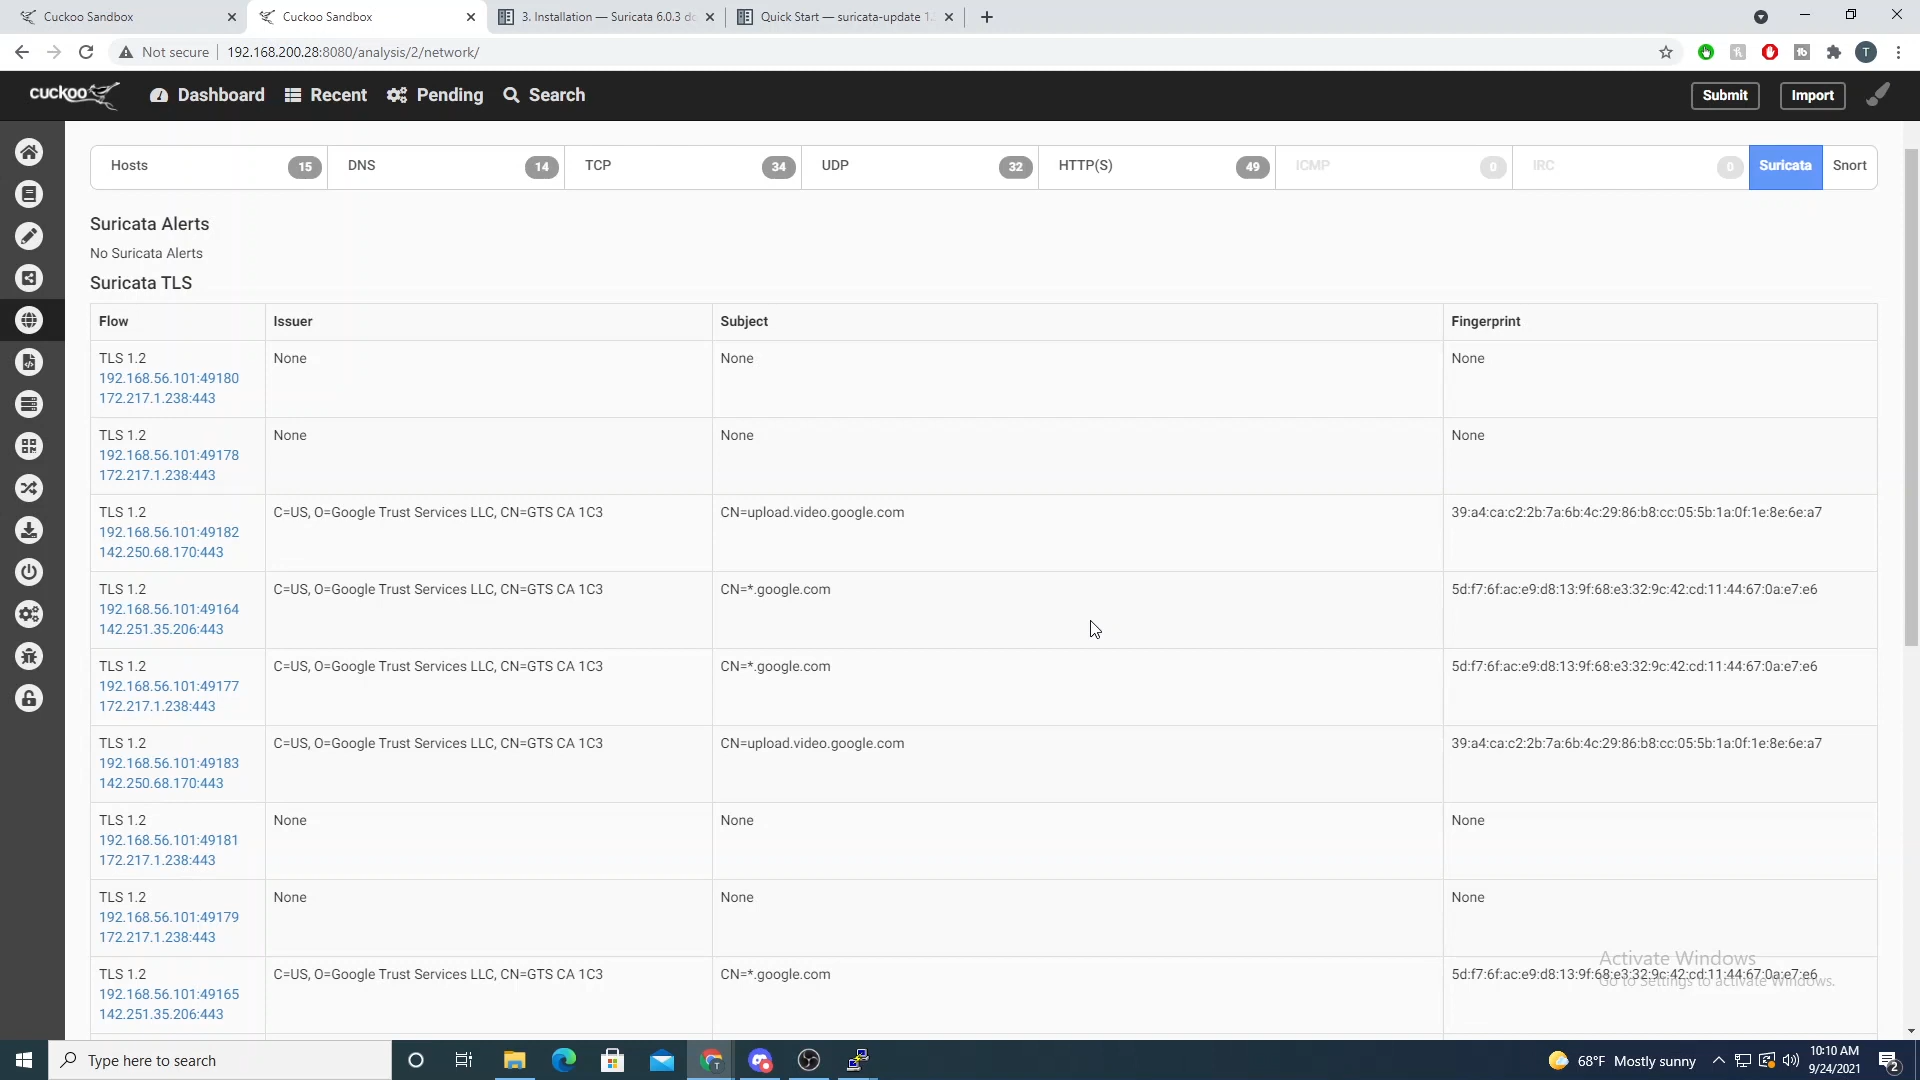 Cuckoo Sandbox
Cuckoo Sandbox
3. Installation — Suricata 6.0.3 do
Quick Start — suricata-update 1.
Not secure
192.168.200.28:8080/analysis/2/network/
T
cuckoo
Dashboard
Recent
Pending
Search
Submit
Import
Hosts 15
DNS 14
TCP 34
UDP 32
HTTP(S) 49
ICMP 0
IRC 0
Suricata
Snort
Suricata Alerts
No Suricata Alerts
Suricata TLS
Flow Issuer Subject Fingerprint
TLS 1.2 None None None
192.168.56.101:49180
172.217.1.238:443
TLS 1.2 None None None
192.168.56.101:49178
172.217.1.238:443
TLS 1.2 C=US, O=Google Trust Services LLC, CN=GTS CA 1C3 CN=upload.video.google.com 39:a4:ca:c2:2b:7a:6b:4c:29:86:b8:cc:05:5b:1a:0f:1e:8e:6e:a7
192.168.56.101:49182
142.250.68.170:443
TLS 1.2 C=US, O=Google Trust Services LLC, CN=GTS CA 1C3 CN=*.google.com 5d:f7:6f:ac:e9:d8:13:9f:68:e3:32:9c:42:cd:11:44:67:0a:e7:e6
192.168.56.101:49164
142.251.35.206:443
TLS 1.2 C=US, O=Google Trust Services LLC, CN=GTS CA 1C3 CN=*.google.com 5d:f7:6f:ac:e9:d8:13:9f:68:e3:32:9c:42:cd:11:44:67:0a:e7:e6
192.168.56.101:49177
172.217.1.238:443
TLS 1.2 C=US, O=Google Trust Services LLC, CN=GTS CA 1C3 CN=upload.video.google.com 39:a4:ca:c2:2b:7a:6b:4c:29:86:b8:cc:05:5b:1a:0f:1e:8e:6e:a7
192.168.56.101:49183
142.250.68.170:443
TLS 1.2 None None None
192.168.56.101:49181
172.217.1.238:443
TLS 1.2 None None None
192.168.56.101:49179
172.217.1.238:443
Activate Windows
TLS 1.2 C=US, O=Google Trust Services LLC, CN=GTS CA 1C3 CN=*.google.com 5d:f7:6f:ac:e9:d8:13:9f:68:e3:32:9c:42:cd:11:44:67:0a:e7:e6
Go to Settings to activate Windows.
192.168.56.101:49165
142.251.35.206:443
Type here to search
68°F Mostly sunny
10:10 AM
9/24/2021
2